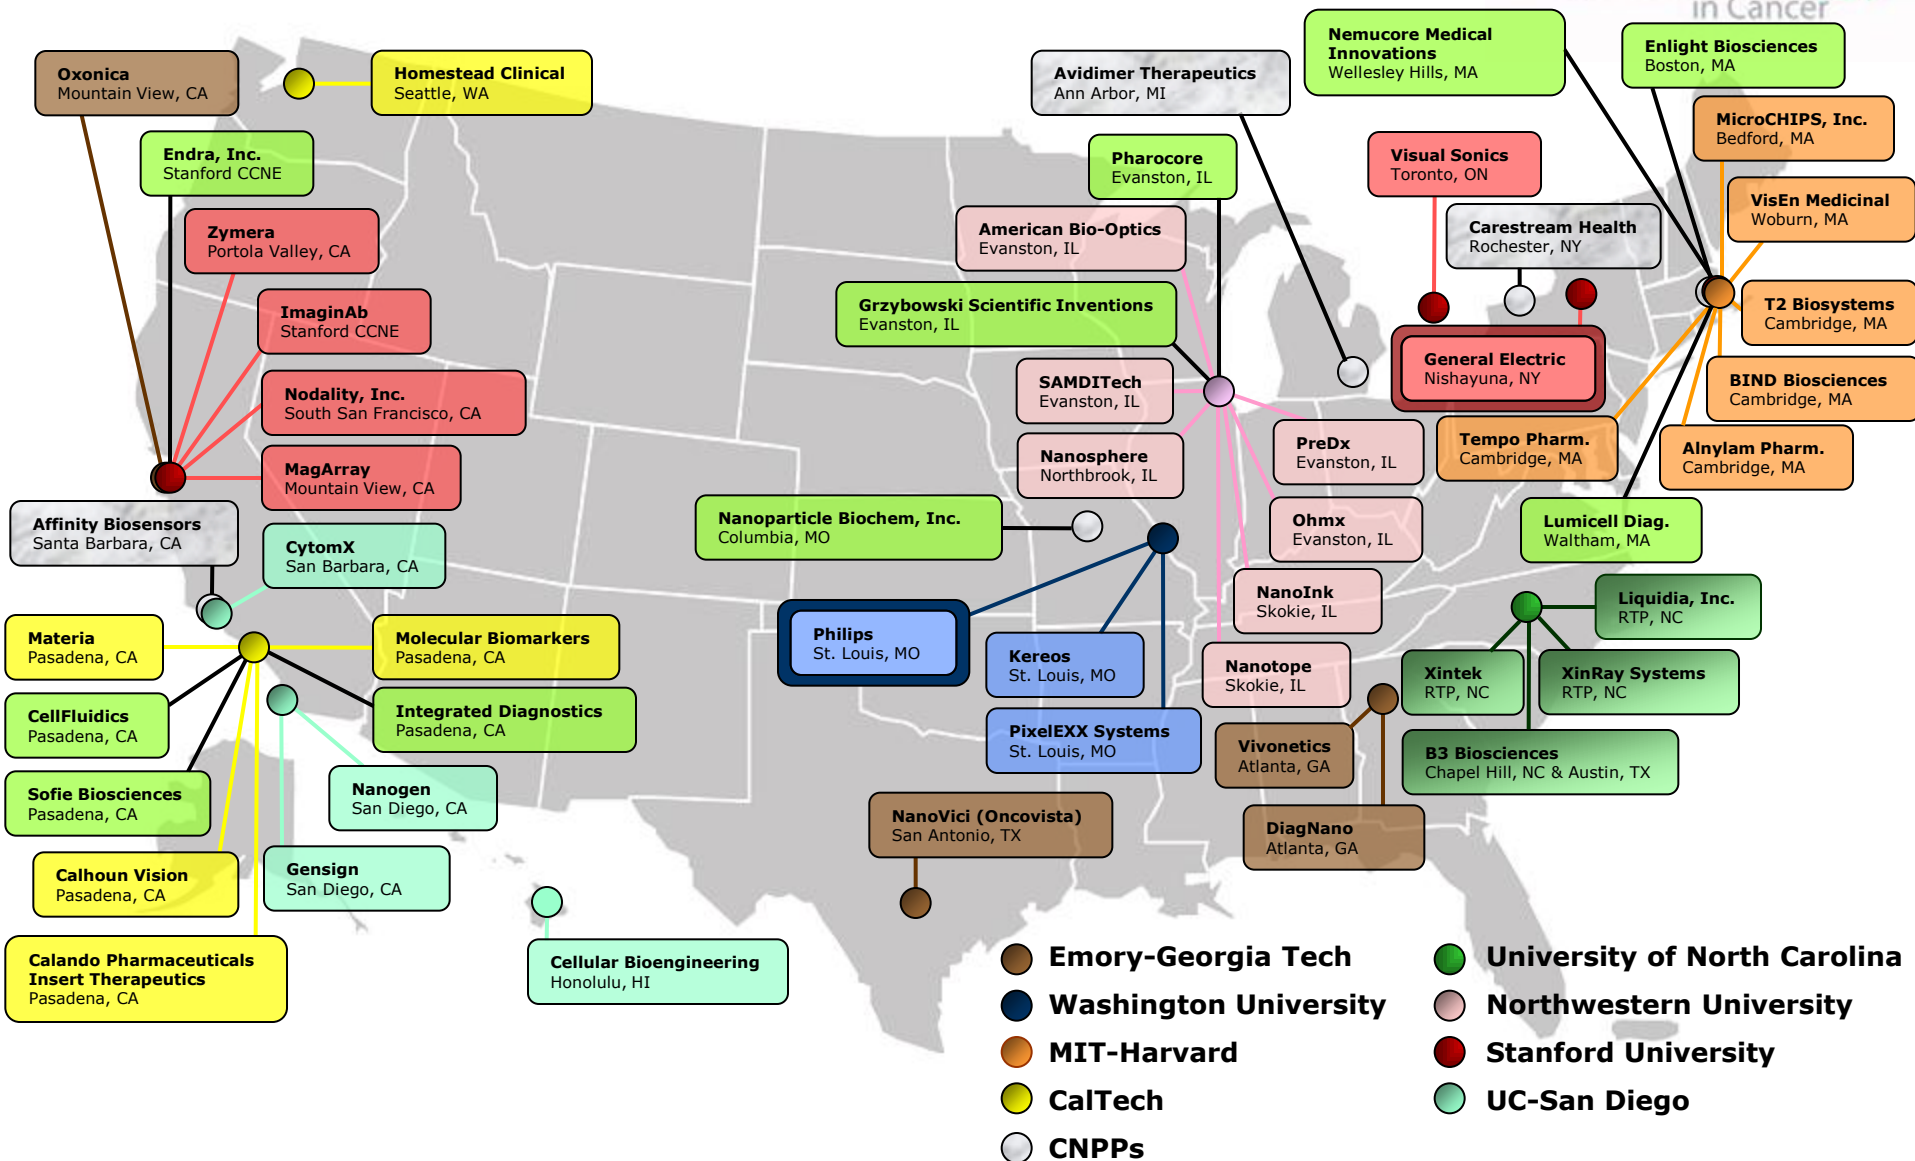 in Cancer
Oxonica
Mountain View, CA
Homestead Clinical
Seattle, WA
Avidimer Therapeutics
Ann Arbor, MI
Nemucore Medical
Innovations
Wellesley Hills, MA
Enlight Biosciences
Boston, MA
MicroCHIPS, Inc.
Bedford, MA
Endra, Inc.
Stanford CCNE
Pharocore
Evanston, IL
Visual Sonics
Toronto, ON
VisEn Medicinal
Woburn, MA
Zymera
Portola Valley, CA
American Bio-Optics
Evanston, IL
Carestream Health
Rochester, NY
ImaginAb
Stanford CCNE
Grzybowski Scientific Inventions
Evanston, IL
T2 Biosystems
Cambridge, MA
General Electric
Nishayuna, NY
Nodality, Inc.
South San Francisco, CA
SAMDITech
Evanston, IL
BIND Biosciences
Cambridge, MA
MagArray
Mountain View, CA
Nanosphere
Northbrook, IL
PreDx
Evanston, IL
Tempo Pharm.
Cambridge, MA
Alnylam Pharm.
Cambridge, MA
Affinity Biosensors
Santa Barbara, CA
CytomX
San Barbara, CA
Nanoparticle Biochem, Inc.
Columbia, MO
Ohmx
Evanston, IL
Lumicell Diag.
Waltham, MA
NanoInk
Skokie, IL
Liquidia, Inc.
RTP, NC
Materia
Pasadena, CA
Molecular Biomarkers
Pasadena, CA
Philips
St. Louis, MO
Kereos
St. Louis, MO
Nanotope
Skokie, IL
Xintek
RTP, NC
XinRay Systems
RTP, NC
CellFluidics
Pasadena, CA
Integrated Diagnostics
Pasadena, CA
PixelEXX Systems
St. Louis, MO
Vivonetics
Atlanta, GA
B3 Biosciences
Chapel Hill, NC & Austin, TX
Sofie Biosciences
Pasadena, CA
Nanogen
San Diego, CA
NanoVici (Oncovista)
San Antonio, TX
DiagNano
Atlanta, GA
Calhoun Vision
Pasadena, CA
Gensign
San Diego, CA
Calando Pharmaceuticals
Insert Therapeutics
Pasadena, CA
Cellular Bioengineering
Honolulu, HI
Emory-Georgia Tech
Washington University
MIT-Harvard
CalTech
CNPPs
University of North Carolina
Northwestern University
Stanford University
UC-San Diego